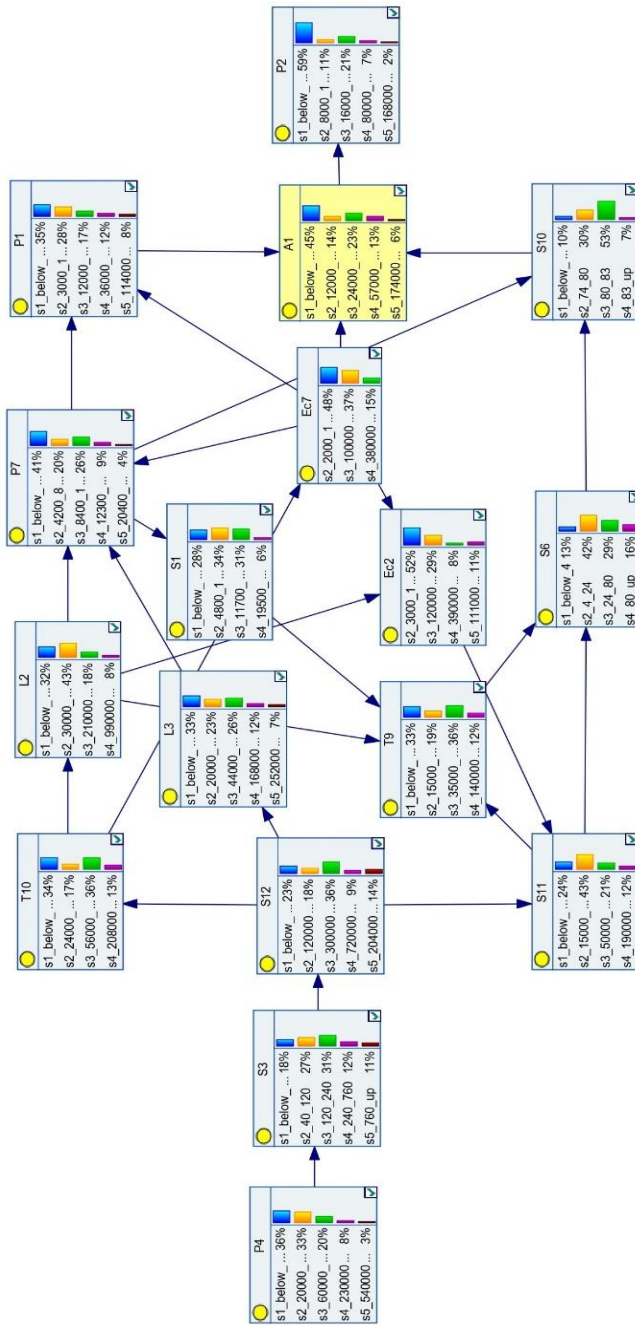 P4
s1_below_ ... 36%
s2_20000_ ... 33%
s3_60000_ ... 20%
s4_230000 ... 8%
s5_540000 ... 3%
S3
s1_below_ ... 18%
s2_40_120 27%
s3_120_240 31%
s4_240_760 12%
s5_760_up 11%
S12
s1_below_ ... 23%
s2_120000 ... 18%
s3_300000 ... 36%
s4_720000 ... 9%
s5_204000 ... 14%
T10
s1_below_ ... 34%
s2_24000_ ... 17%
s3_56000_ ... 36%
s4_208000 ... 13%
S11
s1_below_ ... 24%
s2_15000_ ... 43%
s3_50600_ ... 21%
s4_190000 ... 12%
L2
s1_below_ ... 32%
s2_30000_ ... 43%
s3_210000 ... 18%
s4_990000 ... 8%
L3
s1_below_ ... 33%
s2_20000_ ... 23%
s3_44000_ ... 26%
s4_168000 ... 12%
s5_252000 ... 7%
T9
s1_below_ ... 33%
s2_15000_ ... 19%
s3_35000_ ... 36%
s4_140000 ... 12%
P7
s1_below_ ... 41%
s2_4200_8 ... 20%
s3_8400_1 ... 26%
s4_12300_ ... 9%
s5_20400_ ... 4%
S1
s1_below_ ... 28%
s2_4800_1 ... 34%
s3_11700_ ... 31%
s4_19500_ ... 6%
Ec2
s2_3000_1 ... 52%
s3_120000 ... 29%
s4_390000 ... 8%
s5_111000 ... 11%
S6
s1_below_4 13%
s2_4_24 42%
s3_24_80 29%
s4_80_up 16%
Ec7
s2_2000_1 ... 48%
s3_100000 ... 37%
s4_380000 ... 15%
P1
s1_below_ ... 35%
s2_3000_1 ... 28%
s3_12000_ ... 17%
s4_36000_ ... 12%
s5_114000 ... 8%
A1
s1_below_ ... 45%
s2_12000_ ... 14%
s3_24000_ ... 23%
s4_57000_ ... 13%
s5_174000 ... 6%
S10
s1_below_ ... 10%
s2_74_80 30%
s3_80_83 53%
s4_83_up 7%
P2
s1_below_ ... 59%
s2_8000_1 ... 11%
s3_16000_ ... 21%
s4_80000_ ... 7%
s5_168000 ... 2%